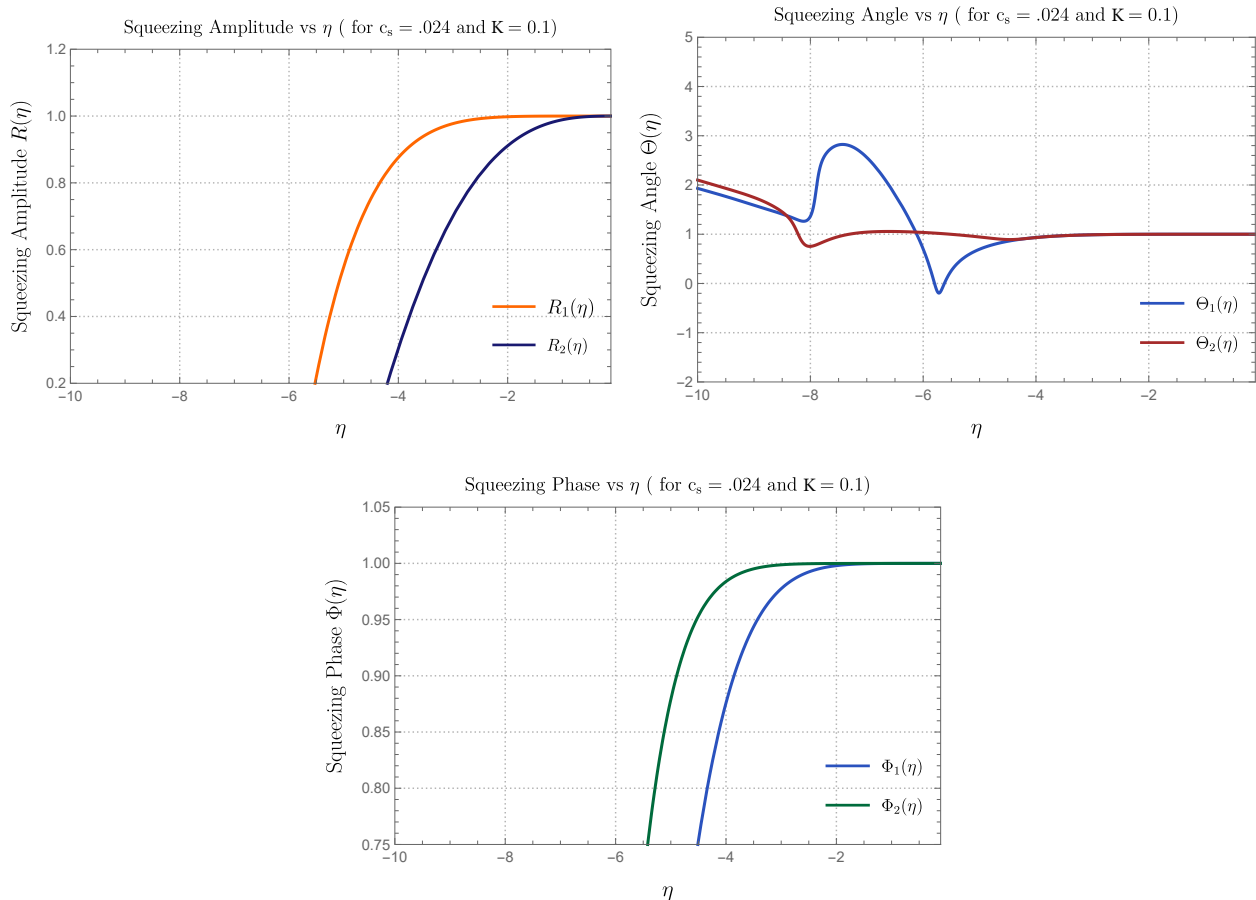 Squeezing Amplitude vs η ( for cₛ = .024 and K = 0.1)
1.2
1.0
0.8
0.6
0.4
0.2
Squeezing Amplitude R(η)
R₁(η)
R₂(η)
−10
−8
−6
−4
−2
η
Squeezing Angle vs η ( for cₛ = .024 and K = 0.1)
5
4
3
2
1
0
−1
−2
Squeezing Angle Θ(η)
Θ₁(η)
Θ₂(η)
−10
−8
−6
−4
−2
η
Squeezing Phase vs η ( for cₛ = .024 and K = 0.1)
1.05
1.00
0.95
0.90
0.85
0.80
0.75
Squeezing Phase Φ(η)
Φ₁(η)
Φ₂(η)
−10
−8
−6
−4
−2
η